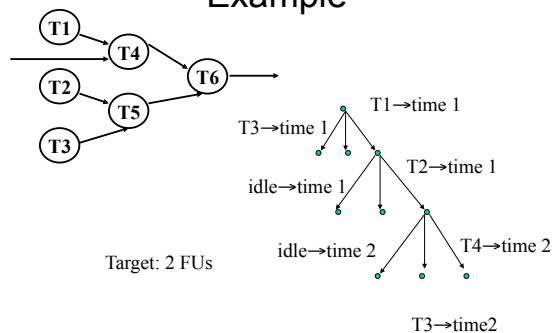 Example
T1
T4
T6
T2
T5
T3
T1→time 1
T3→time 1
T2→time 1
idle→time 1
idle→time 2
T4→time 2
Target: 2 FUs
T3→time2